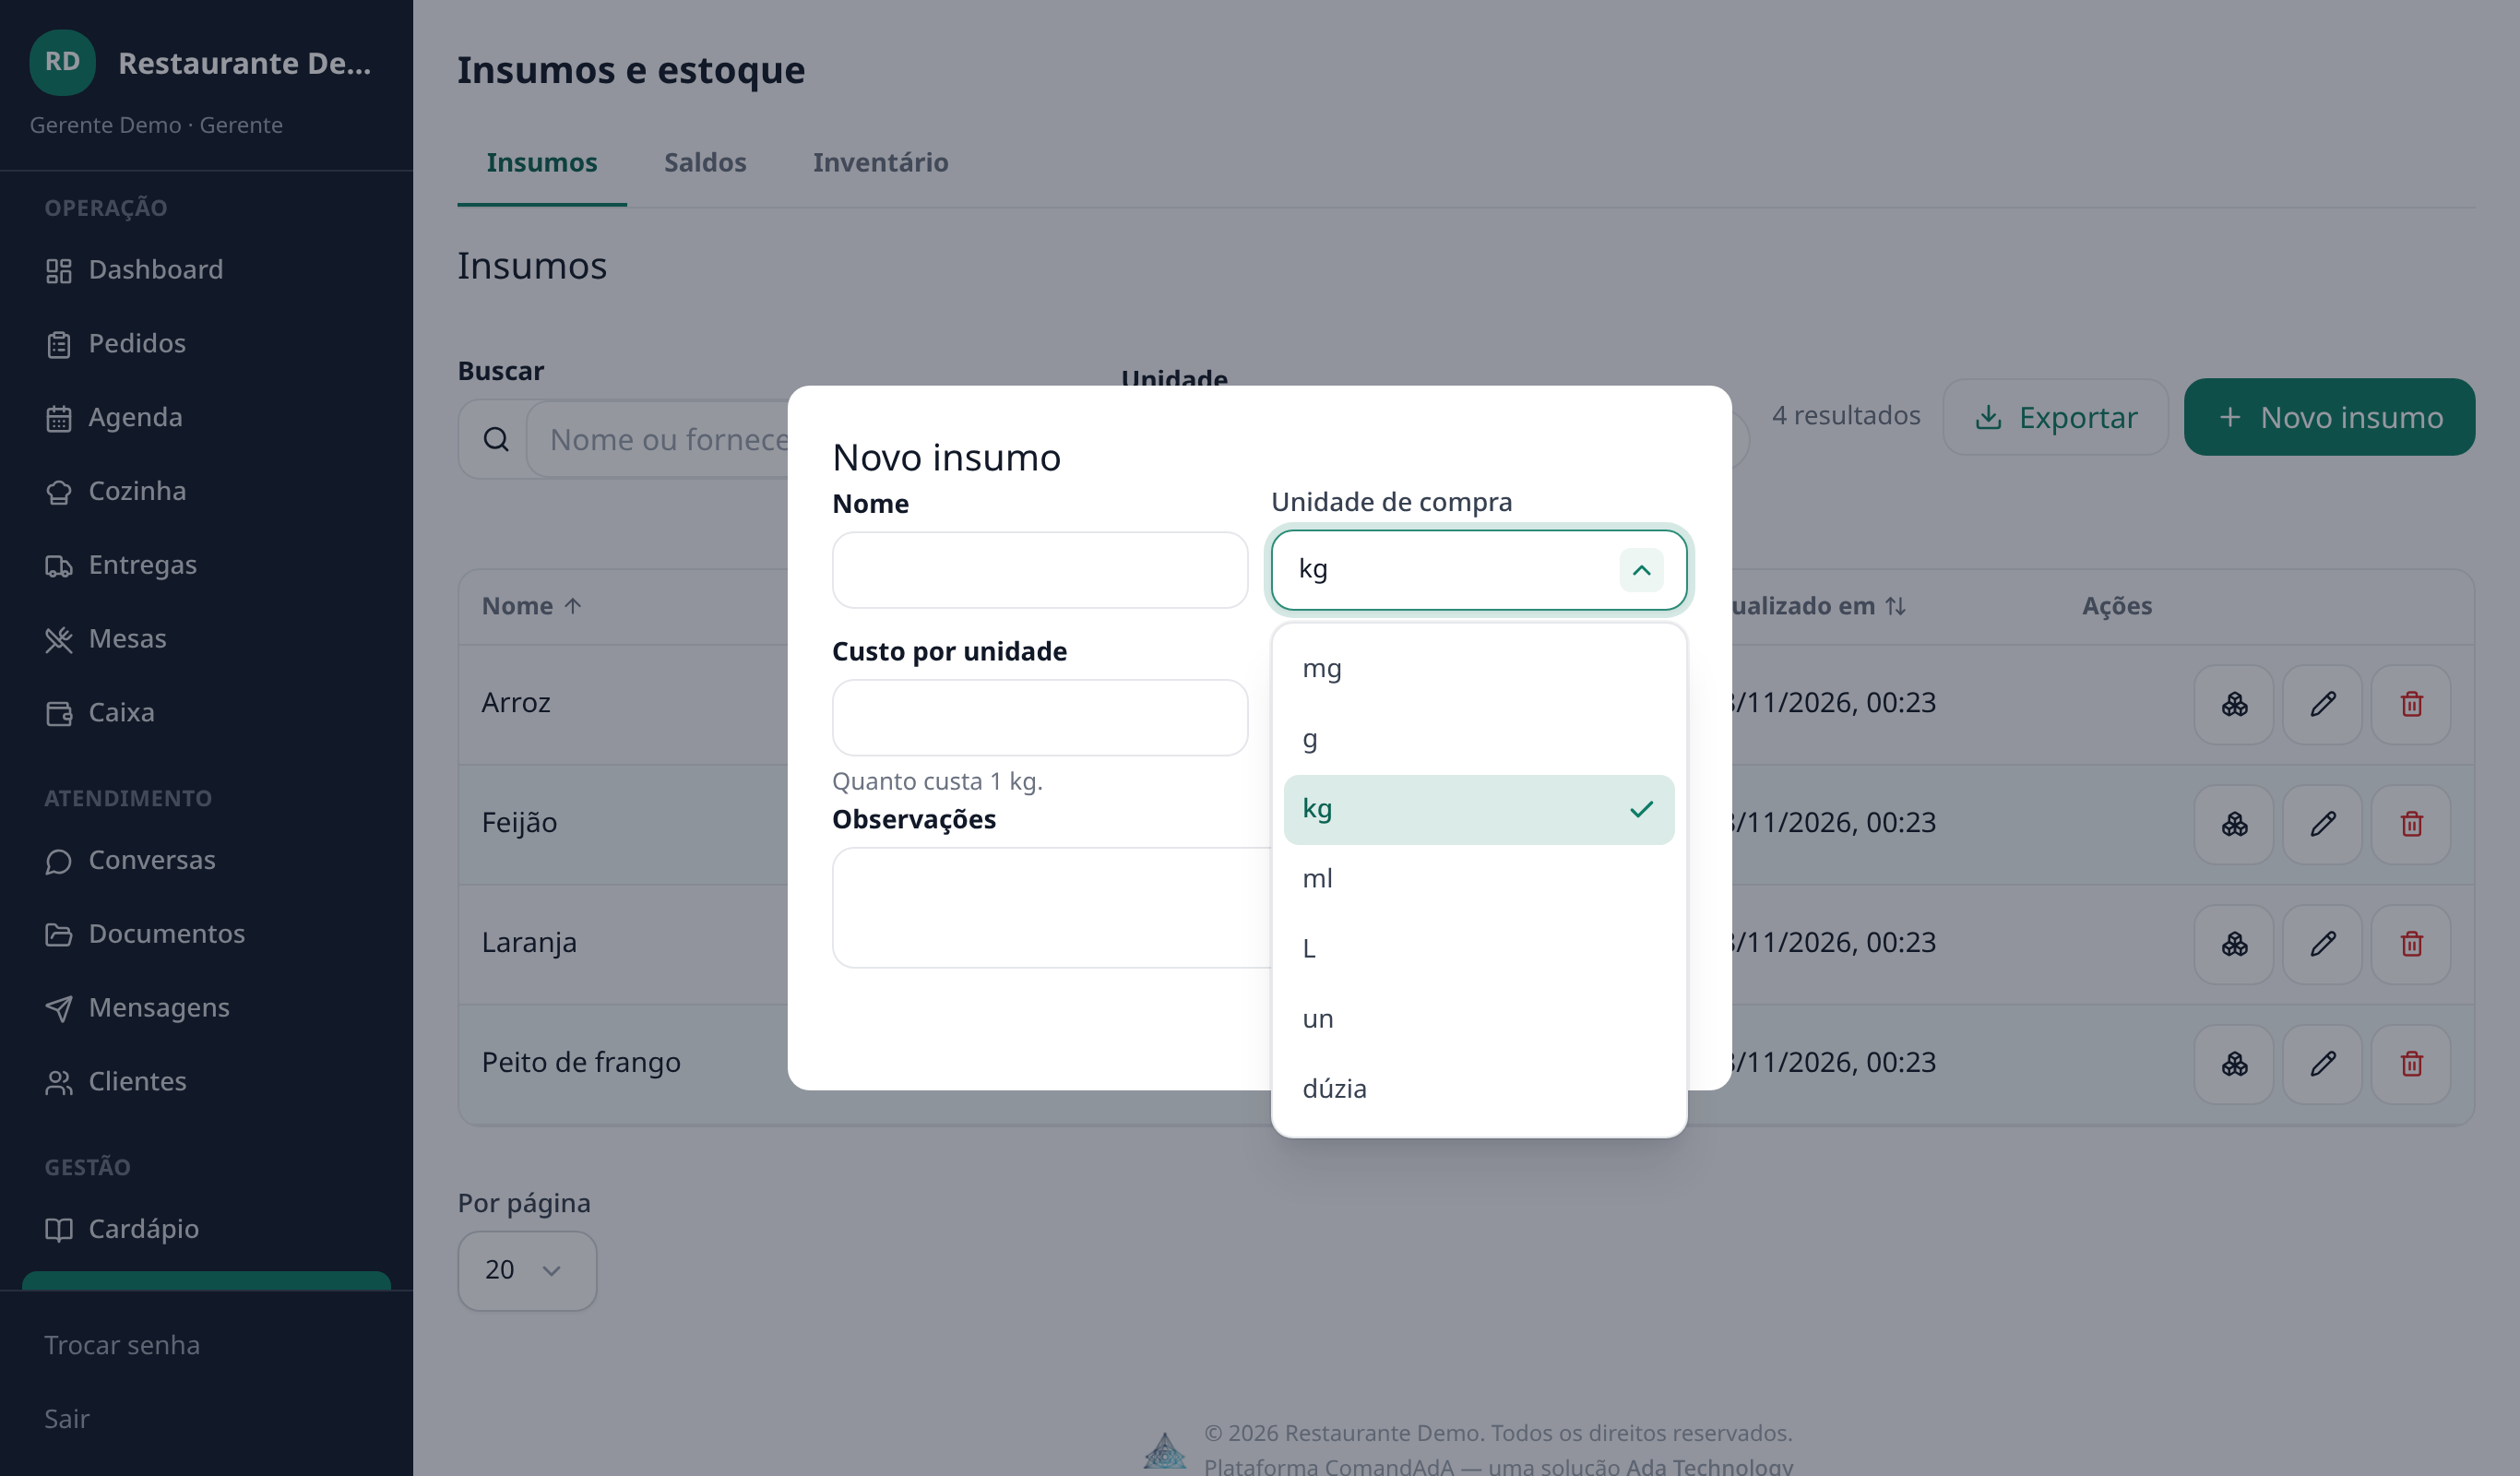 RD
Restaurante De...
Gerente Demo · Gerente
OPERAÇÃO
Dashboard
Pedidos
Agenda
Cozinha
Entregas
Mesas
Caixa
ATENDIMENTO
Conversas
Documentos
Mensagens
Clientes
GESTÃO
Cardápio
Trocar senha
Sair
Insumos e estoque
Insumos Saldos Inventário
Insumos
Buscar
Unidade
Nome ou fornece
4 resultados
Exportar
+ Novo insumo
Nome
ualizado em
Ações
Arroz
/11/2026, 00:23
Feijão
/11/2026, 00:23
Laranja
/11/2026, 00:23
Peito de frango
/11/2026, 00:23
Novo insumo
Nome
Unidade de compra
kg
Custo por unidade
Quanto custa 1 kg.
Observações
mg
g
kg
ml
L
un
dúzia
Por página
20
© 2026 Restaurante Demo. Todos os direitos reservados.
Plataforma ComandAdA — uma solução Ada Technology